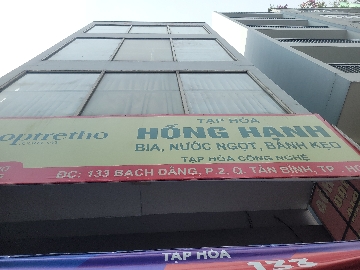 TẠP HÓA
HỒNG HẠNH
BIA, NƯỚC NGỌT, BÁNH KẸO
TẠP HÓA CÔNG NGHỆ
ĐC: 133 BẠCH ĐẰNG, P.2, Q. TÂN BÌNH, TP.
TẠP HÓA
133